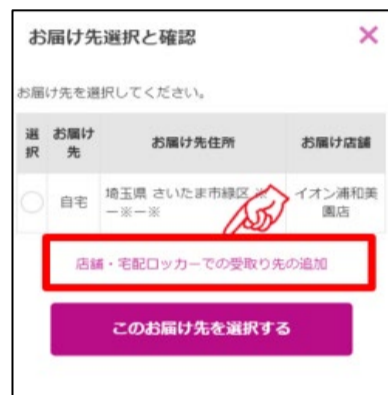 お届け先選択と確認
お届け先を選択してください。
選択 お届け先 お届け先住所 お届け店舗
自宅 埼玉県 さいたま市緑区 ※
ー※ー※ イオン浦和美園店
店舗・宅配ロッカーでの受取り先の追加
このお届け先を選択する